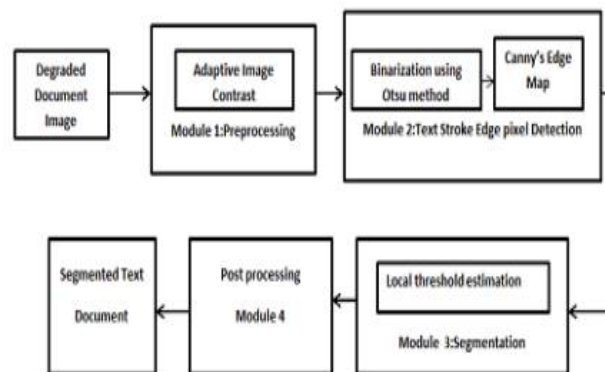 Degraded
Document
Image
Adaptive Image
Contrast
Module 1:Preprocessing
Binarization using
Otsu method
Canny's Edge
Map
Module 2:Text Stroke Edge pixel Detection
Segmented Text
Document
Post processing
Module 4
Local threshold estimation
Module 3:Segmentation